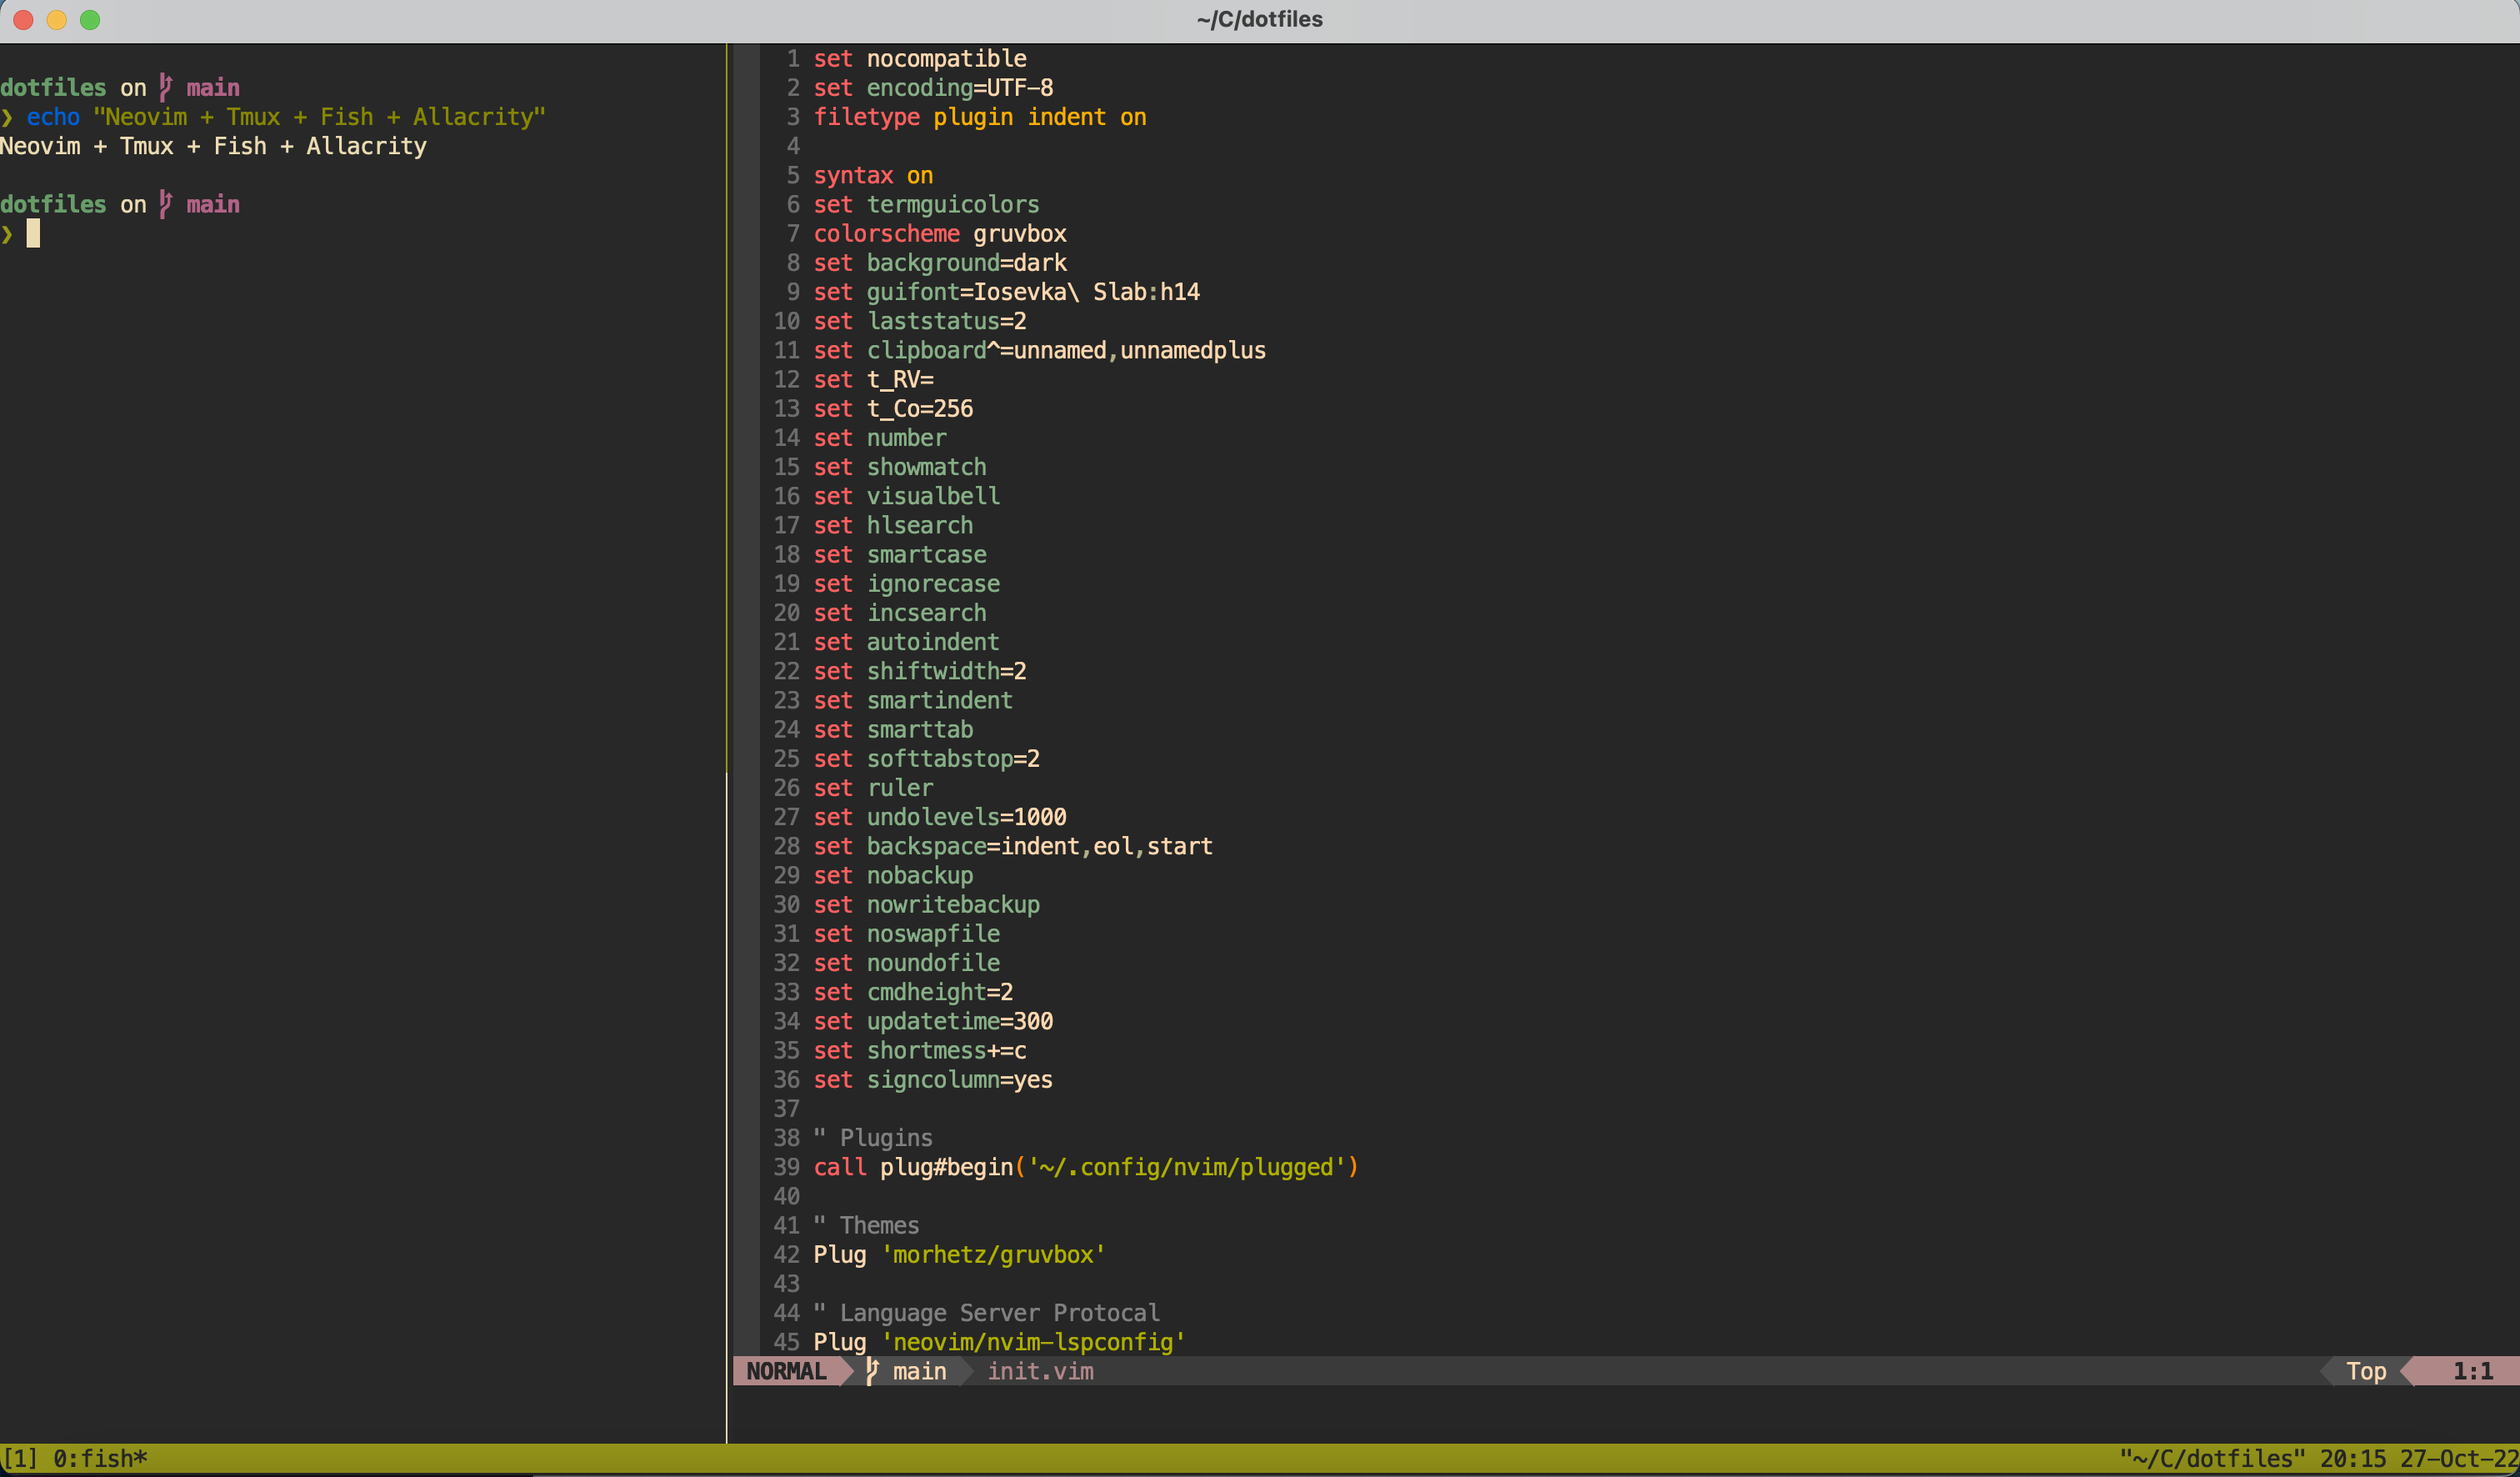 ~/C/dotfiles
dotfiles on main
❯ echo "Neovim + Tmux + Fish + Allacrity"
Neovim + Tmux + Fish + Allacrity
dotfiles on main
❯
1 set nocompatible
2 set encoding=UTF-8
3 filetype plugin indent on
4
5 syntax on
6 set termguicolors
7 colorscheme gruvbox
8 set background=dark
9 set guifont=Iosevka\ Slab:h14
10 set laststatus=2
11 set clipboard^=unnamed,unnamedplus
12 set t_RV=
13 set t_Co=256
14 set number
15 set showmatch
16 set visualbell
17 set hlsearch
18 set smartcase
19 set ignorecase
20 set incsearch
21 set autoindent
22 set shiftwidth=2
23 set smartindent
24 set smarttab
25 set softtabstop=2
26 set ruler
27 set undolevels=1000
28 set backspace=indent,eol,start
29 set nobackup
30 set nowritebackup
31 set noswapfile
32 set noundofile
33 set cmdheight=2
34 set updatetime=300
35 set shortmess+=c
36 set signcolumn=yes
37
38 " Plugins
39 call plug#begin('~/.config/nvim/plugged')
40
41 " Themes
42 Plug 'morhetz/gruvbox'
43
44 " Language Server Protocal
45 Plug 'neovim/nvim-lspconfig'
NORMAL main init.vim Top 1:1
[1] 0:fish* "~/C/dotfiles" 20:15 27-Oct-22